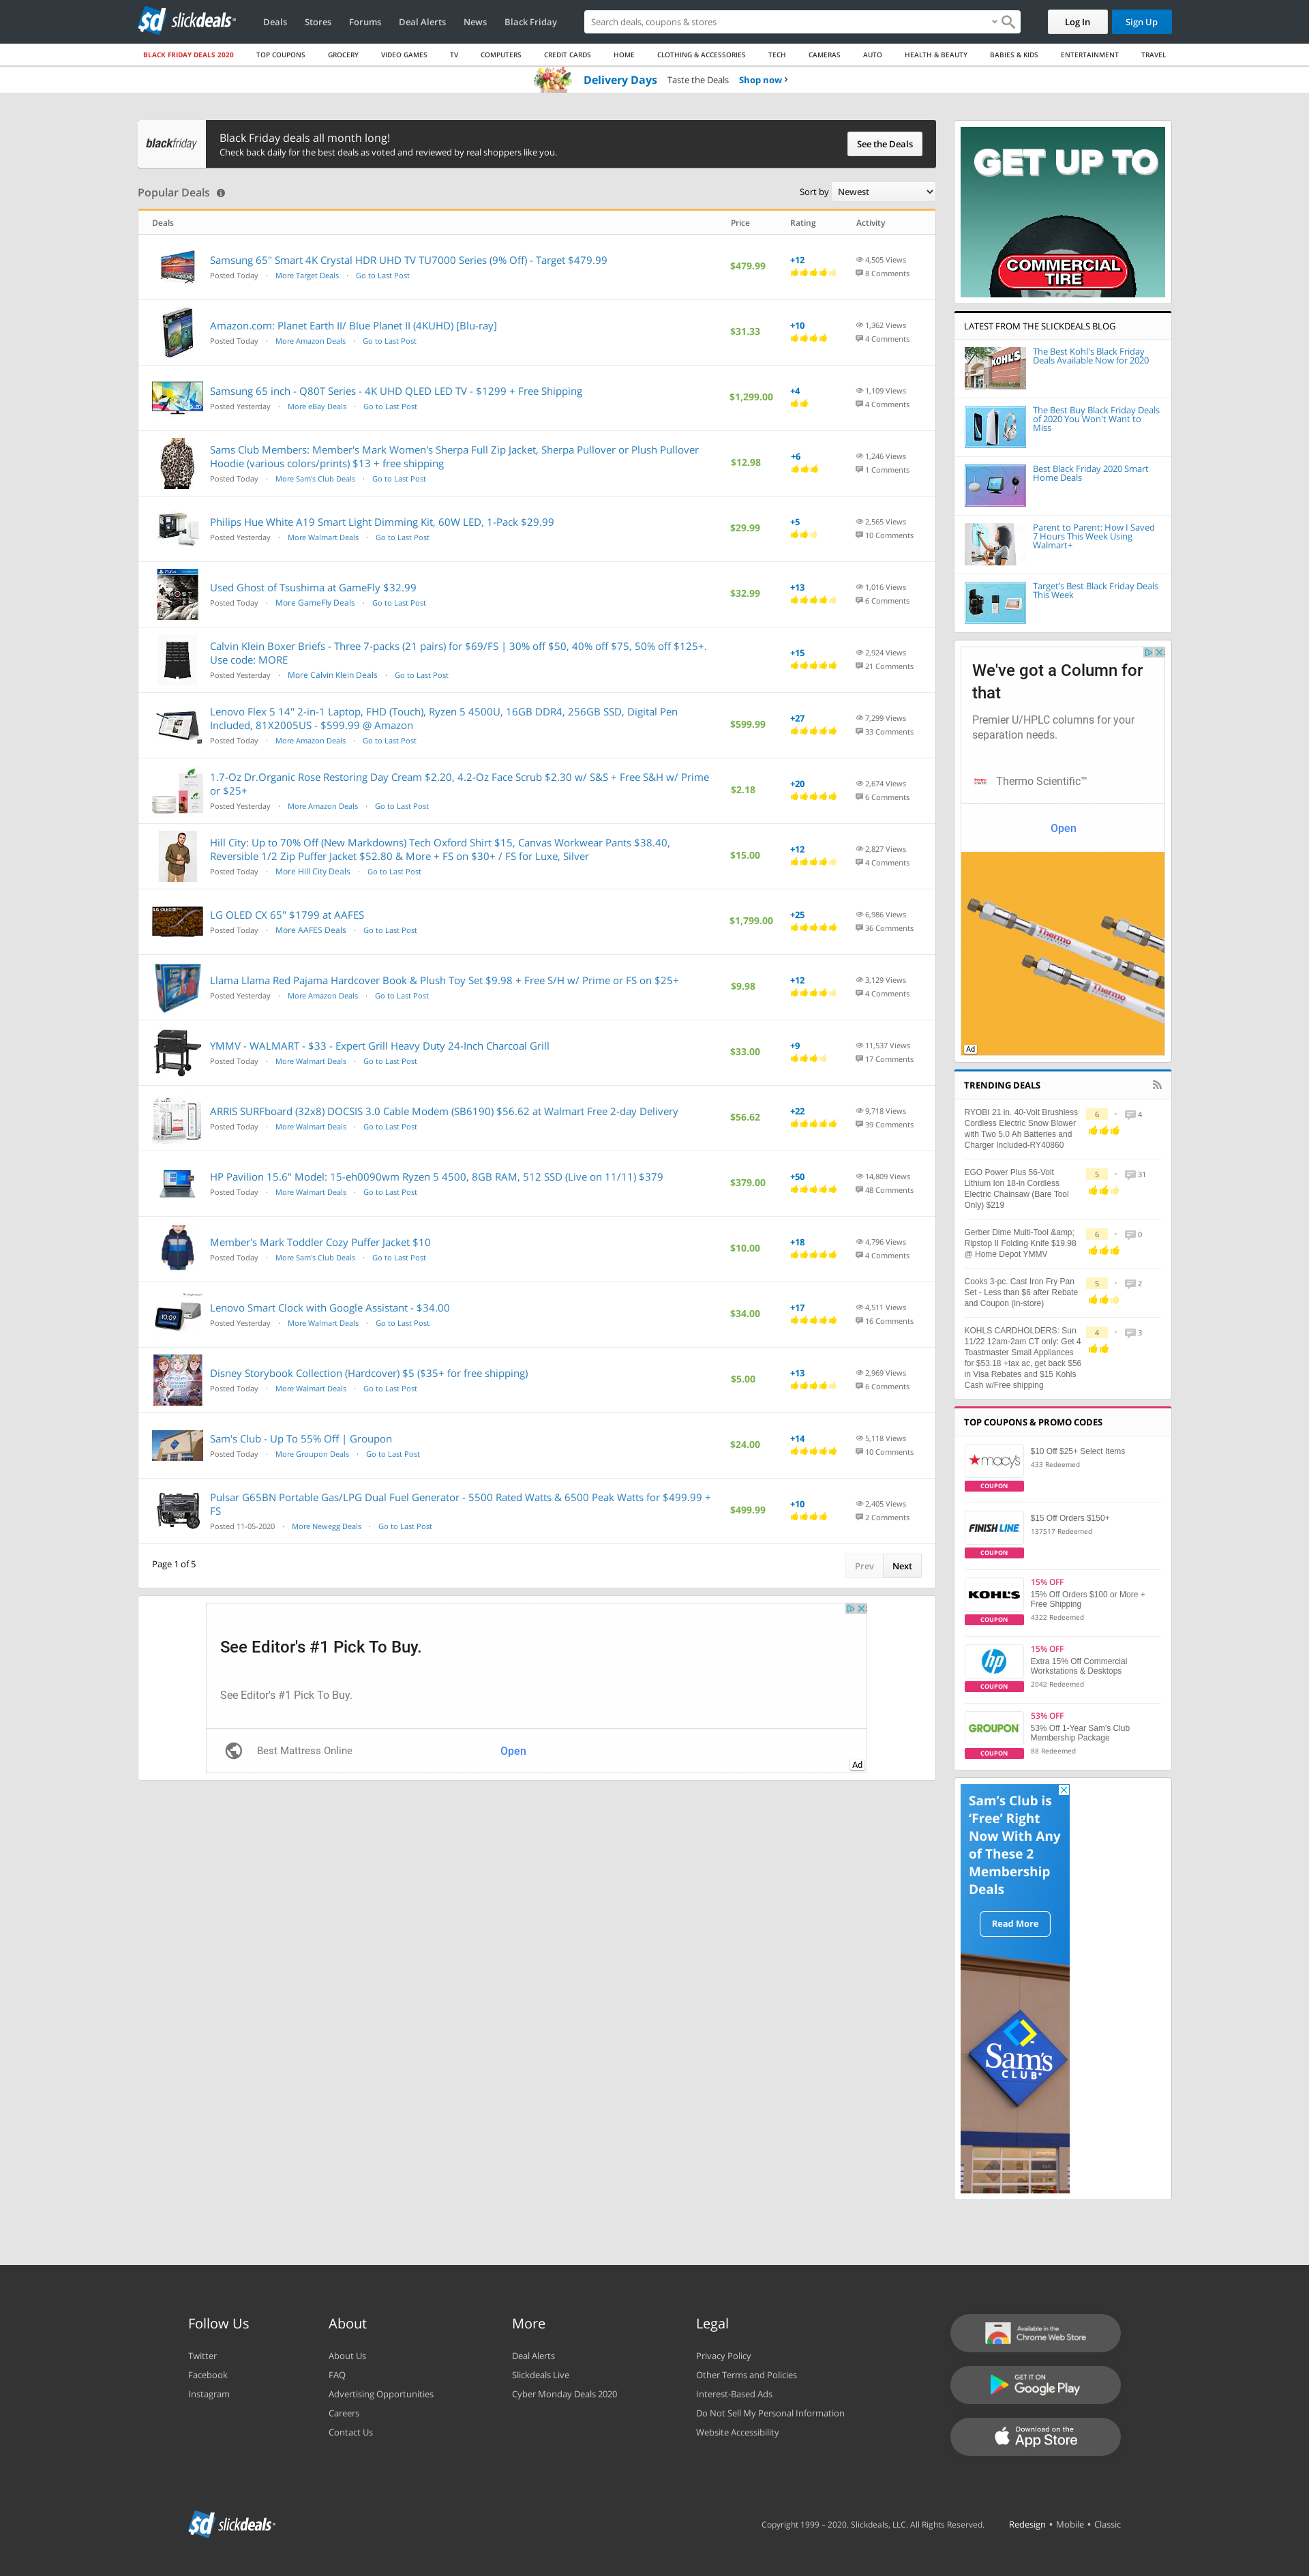 slickdeals
Deals
Stores
Forums
Deal Alerts
News
Black Friday
Search deals, coupons & stores
Log In
Sign Up
BLACK FRIDAY DEALS 2020
TOP COUPONS
GROCERY
VIDEO GAMES
TV
COMPUTERS
CREDIT CARDS
HOME
CLOTHING & ACCESSORIES
TECH
CAMERAS
AUTO
HEALTH & BEAUTY
BABIES & KIDS
ENTERTAINMENT
TRAVEL
Delivery Days Taste the Deals Shop now
blackfriday
Black Friday deals all month long!
Check back daily for the best deals as voted and reviewed by real shoppers like you.
See the Deals
Popular Deals
Sort by Newest
Deals Price Rating Activity
Samsung 65" Smart 4K Crystal HDR UHD TV TU7000 Series (9% Off) - Target $479.99
Posted Today · More Target Deals · Go to Last Post
$479.99
+12
4,505 Views
8 Comments
Amazon.com: Planet Earth II/ Blue Planet II (4KUHD) [Blu-ray]
Posted Today · More Amazon Deals · Go to Last Post
$31.33
+10
1,362 Views
4 Comments
Samsung 65 inch - Q80T Series - 4K UHD QLED LED TV - $1299 + Free Shipping
Posted Yesterday · More eBay Deals · Go to Last Post
$1,299.00
+4
1,109 Views
4 Comments
Sams Club Members: Member's Mark Women's Sherpa Full Zip Jacket, Sherpa Pullover or Plush Pullover
Hoodie (various colors/prints) $13 + free shipping
Posted Today · More Sam's Club Deals · Go to Last Post
$12.98
+6
1,246 Views
1 Comments
Philips Hue White A19 Smart Light Dimming Kit, 60W LED, 1-Pack $29.99
Posted Yesterday · More Walmart Deals · Go to Last Post
$29.99
+5
2,565 Views
10 Comments
Used Ghost of Tsushima at GameFly $32.99
Posted Today · More GameFly Deals · Go to Last Post
$32.99
+13
1,016 Views
6 Comments
Calvin Klein Boxer Briefs - Three 7-packs (21 pairs) for $69/FS | 30% off $50, 40% off $75, 50% off $125+.
Use code: MORE
Posted Yesterday · More Calvin Klein Deals · Go to Last Post
+15
2,924 Views
21 Comments
Lenovo Flex 5 14" 2-in-1 Laptop, FHD (Touch), Ryzen 5 4500U, 16GB DDR4, 256GB SSD, Digital Pen
Included, 81X2005US - $599.99 @ Amazon
Posted Today · More Amazon Deals · Go to Last Post
$599.99
+27
7,299 Views
33 Comments
1.7-Oz Dr.Organic Rose Restoring Day Cream $2.20, 4.2-Oz Face Scrub $2.30 w/ S&S + Free S&H w/ Prime
or $25+
Posted Yesterday · More Amazon Deals · Go to Last Post
$2.18
+20
2,674 Views
6 Comments
Hill City: Up to 70% Off (New Markdowns) Tech Oxford Shirt $15, Canvas Workwear Pants $38.40,
Reversible 1/2 Zip Puffer Jacket $52.80 & More + FS on $30+ / FS for Luxe, Silver
Posted Today · More Hill City Deals · Go to Last Post
$15.00
+12
2,827 Views
4 Comments
LG OLED CX 65" $1799 at AAFES
Posted Today · More AAFES Deals · Go to Last Post
$1,799.00
+25
6,986 Views
36 Comments
Llama Llama Red Pajama Hardcover Book & Plush Toy Set $9.98 + Free S/H w/ Prime or FS on $25+
Posted Yesterday · More Amazon Deals · Go to Last Post
$9.98
+12
3,129 Views
4 Comments
YMMV - WALMART - $33 - Expert Grill Heavy Duty 24-Inch Charcoal Grill
Posted Today · More Walmart Deals · Go to Last Post
$33.00
+9
11,537 Views
17 Comments
ARRIS SURFboard (32x8) DOCSIS 3.0 Cable Modem (SB6190) $56.62 at Walmart Free 2-day Delivery
Posted Today · More Walmart Deals · Go to Last Post
$56.62
+22
9,718 Views
39 Comments
HP Pavilion 15.6" Model: 15-eh0090wm Ryzen 5 4500, 8GB RAM, 512 SSD (Live on 11/11) $379
Posted Today · More Walmart Deals · Go to Last Post
$379.00
+50
14,809 Views
48 Comments
Member's Mark Toddler Cozy Puffer Jacket $10
Posted Today · More Sam's Club Deals · Go to Last Post
$10.00
+18
4,796 Views
4 Comments
Lenovo Smart Clock with Google Assistant - $34.00
Posted Yesterday · More Walmart Deals · Go to Last Post
$34.00
+17
4,511 Views
16 Comments
Disney Storybook Collection (Hardcover) $5 ($35+ for free shipping)
Posted Today · More Walmart Deals · Go to Last Post
$5.00
+13
2,969 Views
6 Comments
Sam's Club - Up To 55% Off | Groupon
Posted Today · More Groupon Deals · Go to Last Post
$24.00
+14
5,118 Views
10 Comments
Pulsar G65BN Portable Gas/LPG Dual Fuel Generator - 5500 Rated Watts & 6500 Peak Watts for $499.99 +
FS
Posted 11-05-2020 · More Newegg Deals · Go to Last Post
$499.99
+10
2,405 Views
2 Comments
Page 1 of 5
Prev Next
See Editor's #1 Pick To Buy.
See Editor's #1 Pick To Buy.
Best Mattress Online
Open
Ad
GET UP TO
COMMERCIAL
TIRE
LATEST FROM THE SLICKDEALS BLOG
The Best Kohl's Black Friday
Deals Available Now for 2020
The Best Buy Black Friday Deals
of 2020 You Won't Want to
Miss
Best Black Friday 2020 Smart
Home Deals
Parent to Parent: How I Saved
7 Hours This Week Using
Walmart+
Target's Best Black Friday Deals
This Week
We've got a Column for
that
Premier U/HPLC columns for your
separation needs.
Thermo Scientific™
Open
Thermo
Thermo
Ad
TRENDING DEALS
RYOBI 21 in. 40-Volt Brushless
Cordless Electric Snow Blower
with Two 5.0 Ah Batteries and
Charger Included-RY40860
6 · 4
EGO Power Plus 56-Volt
Lithium Ion 18-in Cordless
Electric Chainsaw (Bare Tool
Only) $219
5 · 31
Gerber Dime Multi-Tool &amp;
Ripstop II Folding Knife $19.98
@ Home Depot YMMV
6 · 0
Cooks 3-pc. Cast Iron Fry Pan
Set - Less than $6 after Rebate
and Coupon (in-store)
5 · 2
KOHLS CARDHOLDERS: Sun
11/22 12am-2am CT only: Get 4
Toastmaster Small Appliances
for $53.18 +tax ac, get back $56
in Visa Rebates and $15 Kohls
Cash w/Free shipping
4 · 3
TOP COUPONS & PROMO CODES
macy's
COUPON
$10 Off $25+ Select Items
433 Redeemed
FINISH LINE
COUPON
$15 Off Orders $150+
137517 Redeemed
KOHL'S
COUPON
15% OFF
15% Off Orders $100 or More +
Free Shipping
4322 Redeemed
hp
COUPON
15% OFF
Extra 15% Off Commercial
Workstations & Desktops
2042 Redeemed
GROUPON
COUPON
53% OFF
53% Off 1-Year Sam's Club
Membership Package
88 Redeemed
Sam's Club is
'Free' Right
Now With Any
of These 2
Membership
Deals
Read More
Sam's
CLUB
Follow Us
Twitter
Facebook
Instagram
About
About Us
FAQ
Advertising Opportunities
Careers
Contact Us
More
Deal Alerts
Slickdeals Live
Cyber Monday Deals 2020
Legal
Privacy Policy
Other Terms and Policies
Interest-Based Ads
Do Not Sell My Personal Information
Website Accessibility
Available in the
Chrome Web Store
GET IT ON
Google Play
Download on the
App Store
slickdeals
Copyright 1999 – 2020. Slickdeals, LLC. All Rights Reserved.
Redesign • Mobile • Classic